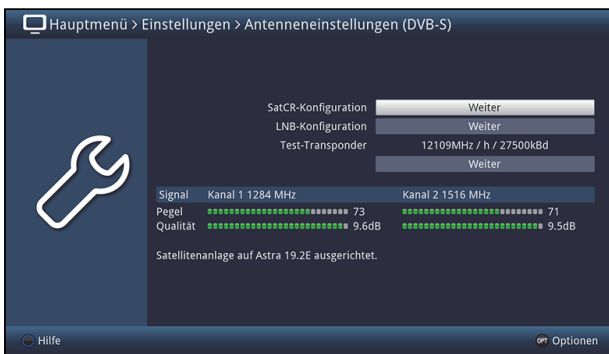 Hauptmenü > Einstellungen > Antenneneinstellungen (DVB-S)
SatCR-Konfiguration Weiter
LNB-Konfiguration Weiter
Test-Transponder 12109MHz / h / 27500kBd
Weiter
Signal Kanal 1 1284 MHz Kanal 2 1516 MHz
Pegel 73 71
Qualität 9.6dB 9.5dB
Satellitenanlage auf Astra 19.2E ausgerichtet.
Hilfe OPT Optionen